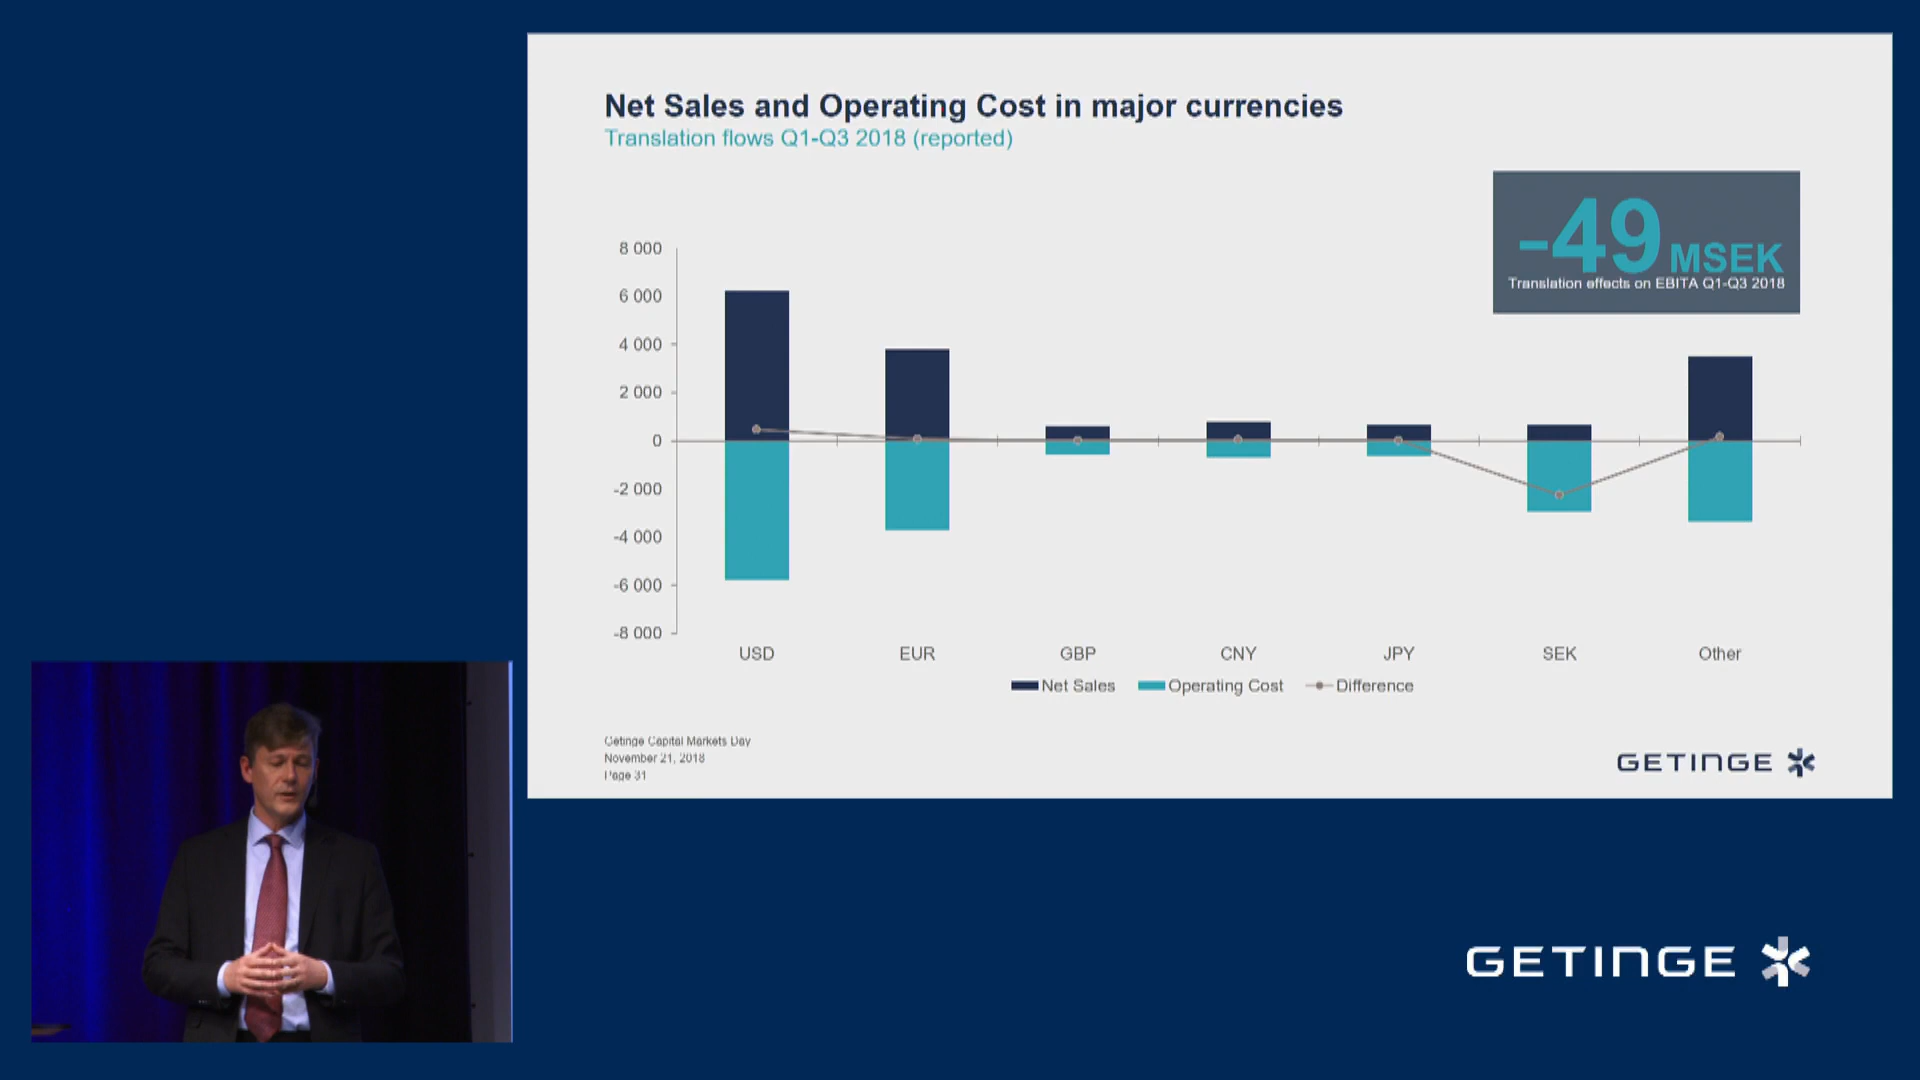 Net Sales and Operating Cost in major currencies
Translation flows Q1-Q3 2018 (reported)
-49 MSEK
Translation effects on EBITA Q1-Q3 2018
8 000
6 000
4 000
2 000
0
-2 000
-4 000
-6 000
-8 000
USD EUR GBP CNY JPY SEK Other
Net Sales Operating Cost Difference
Getinge Capital Markets Day
November 21, 2018
Page 31
GETINGE
GETINGE